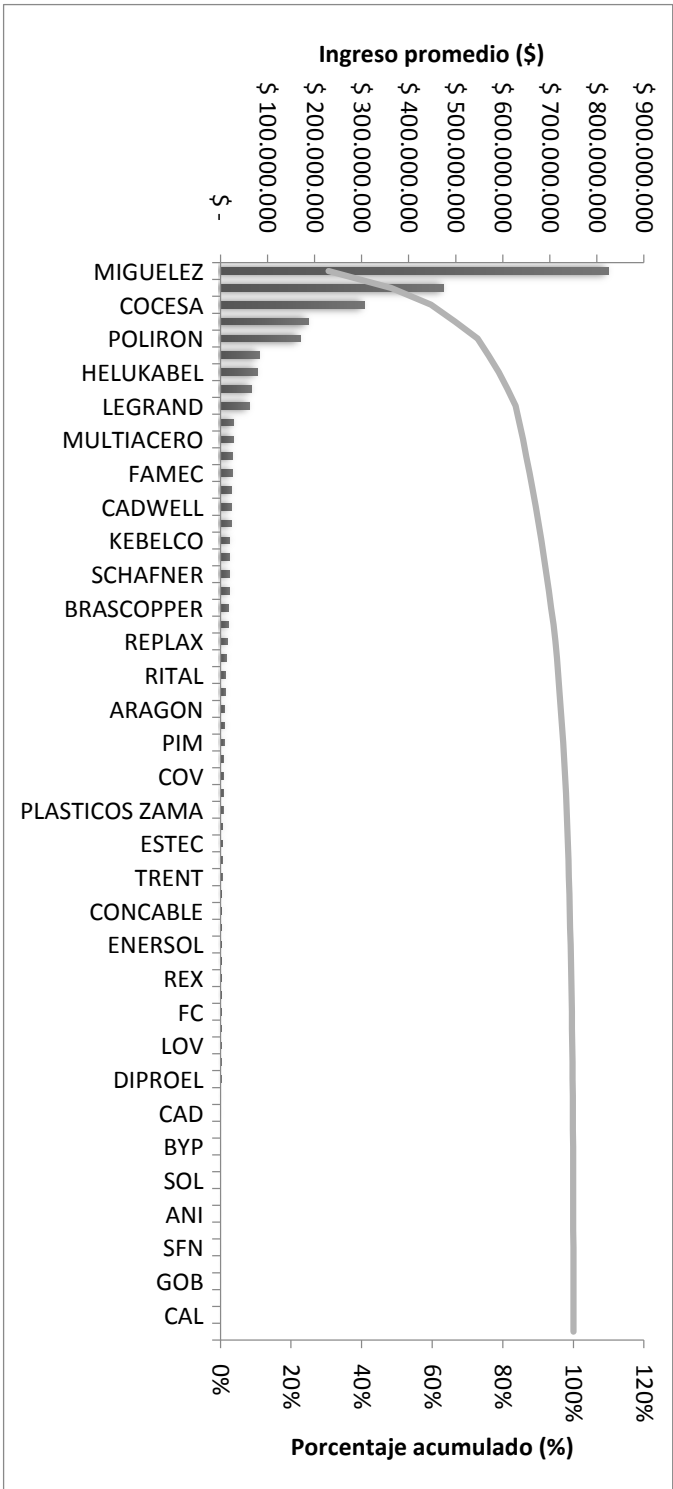 Ingreso promedio ($)
$ 900.000.000
$ 800.000.000
$ 700.000.000
$ 600.000.000
$ 500.000.000
$ 400.000.000
$ 300.000.000
$ 200.000.000
$ 100.000.000
$ -
MIGUELEZ
COCESA
POLIRON
HELUKABEL
LEGRAND
MULTIACERO
FAMEC
CADWELL
KEBELCO
SCHAFNER
BRASCOPPER
REPLAX
RITAL
ARAGON
PIM
COV
PLASTICOS ZAMA
ESTEC
TRENT
CONCABLE
ENERSOL
REX
FC
LOV
DIPROEL
CAD
BYP
SOL
ANI
SFN
GOB
CAL
0%
20%
40%
60%
80%
100%
120%
Porcentaje acumulado (%)